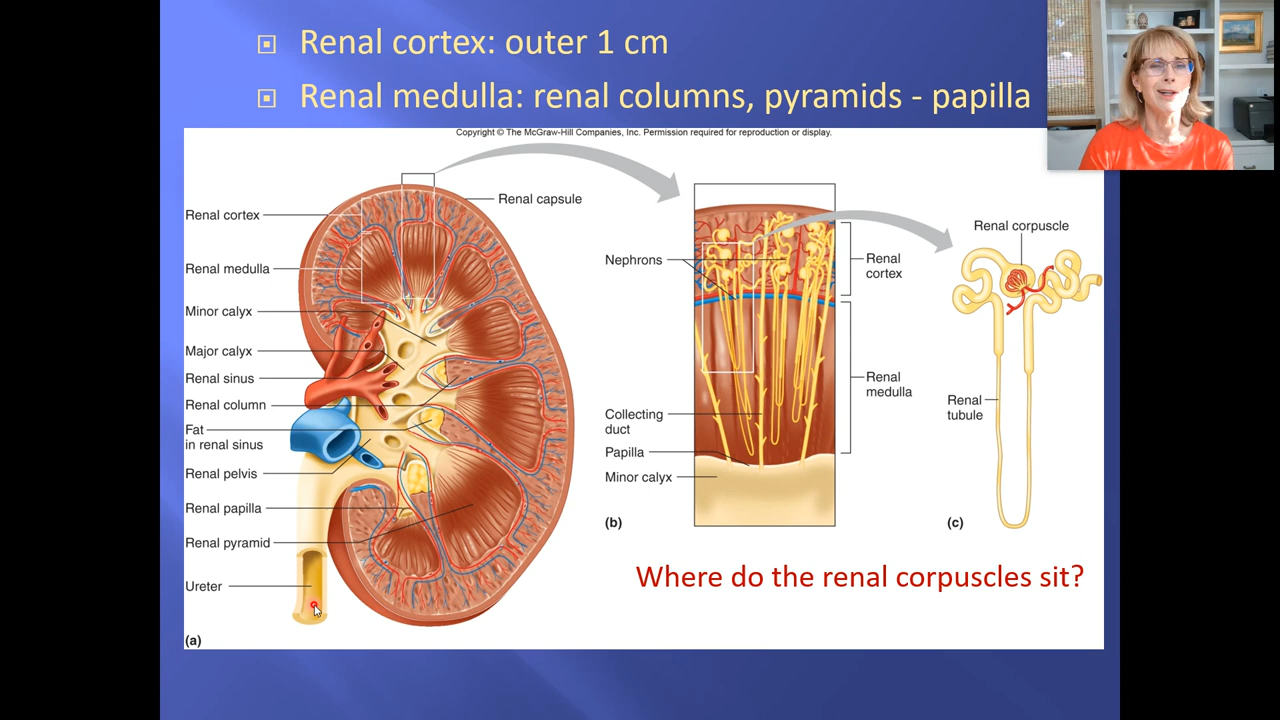 Renal cortex: outer 1 cm
Renal medulla: renal columns, pyramids - papilla
Copyright © The McGraw-Hill Companies, Inc. Permission required for reproduction or display.
Renal cortex
Renal medulla
Minor calyx
Major calyx
Renal sinus
Renal column
Fat
in renal sinus
Renal pelvis
Renal papilla
Renal pyramid
Ureter
(a)
Renal capsule
Nephrons
Collecting
duct
Papilla
Minor calyx
(b)
Renal
cortex
Renal
medulla
Renal corpuscle
Renal
tubule
(c)
Where do the renal corpuscles sit?